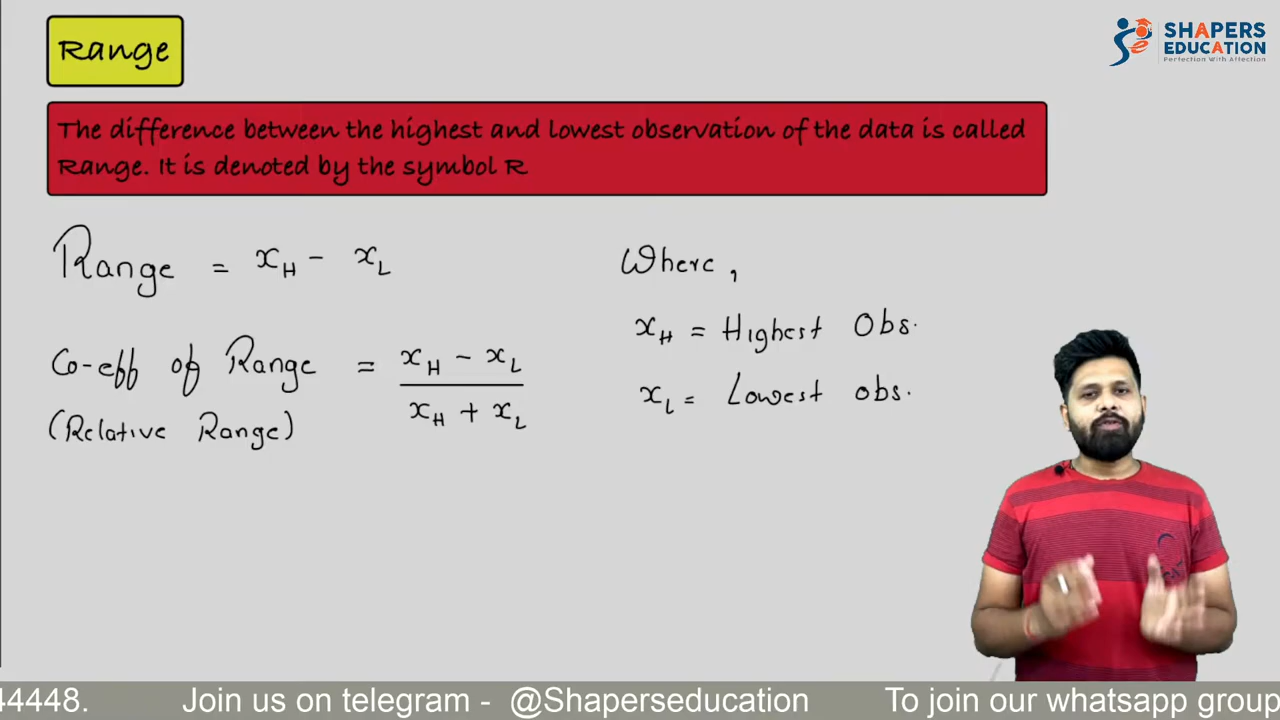 Range
SHAPERS
EDUCATION
Perfection With Affection
The difference between the highest and lowest observation of the data is called
Range. It is denoted by the symbol R
Range = x_H - x_L
Co-eff of Range = (x_H - x_L) / (x_H + x_L)
(Relative Range)
Where,
x_H = Highest Obs.
x_L = Lowest obs.
44448. Join us on telegram - @Shaperseducation To join our whatsapp group